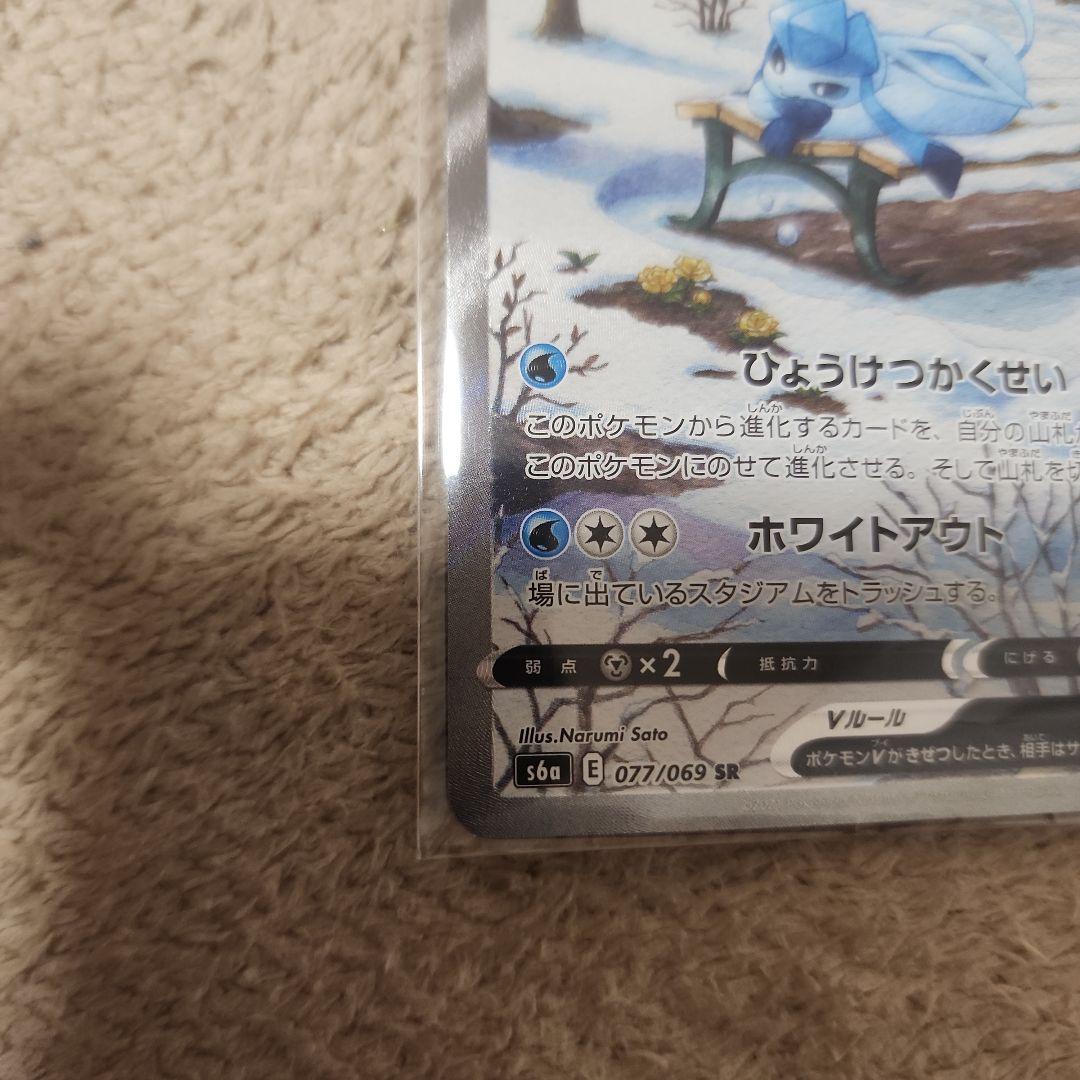 ひょうけつかくせい
このポケモンから進化するカードを、自分の山札
このポケモンにのせて進化させる。そして山札を切
ホワイトアウト
場に出ているスタジアムをトラッシュする。
弱点 ×2 抵抗力 にげる
Illus.Narumi Sato
Vルール
s6a E 077/069 SR
ポケモンVがきぜつしたとき、相手はサ